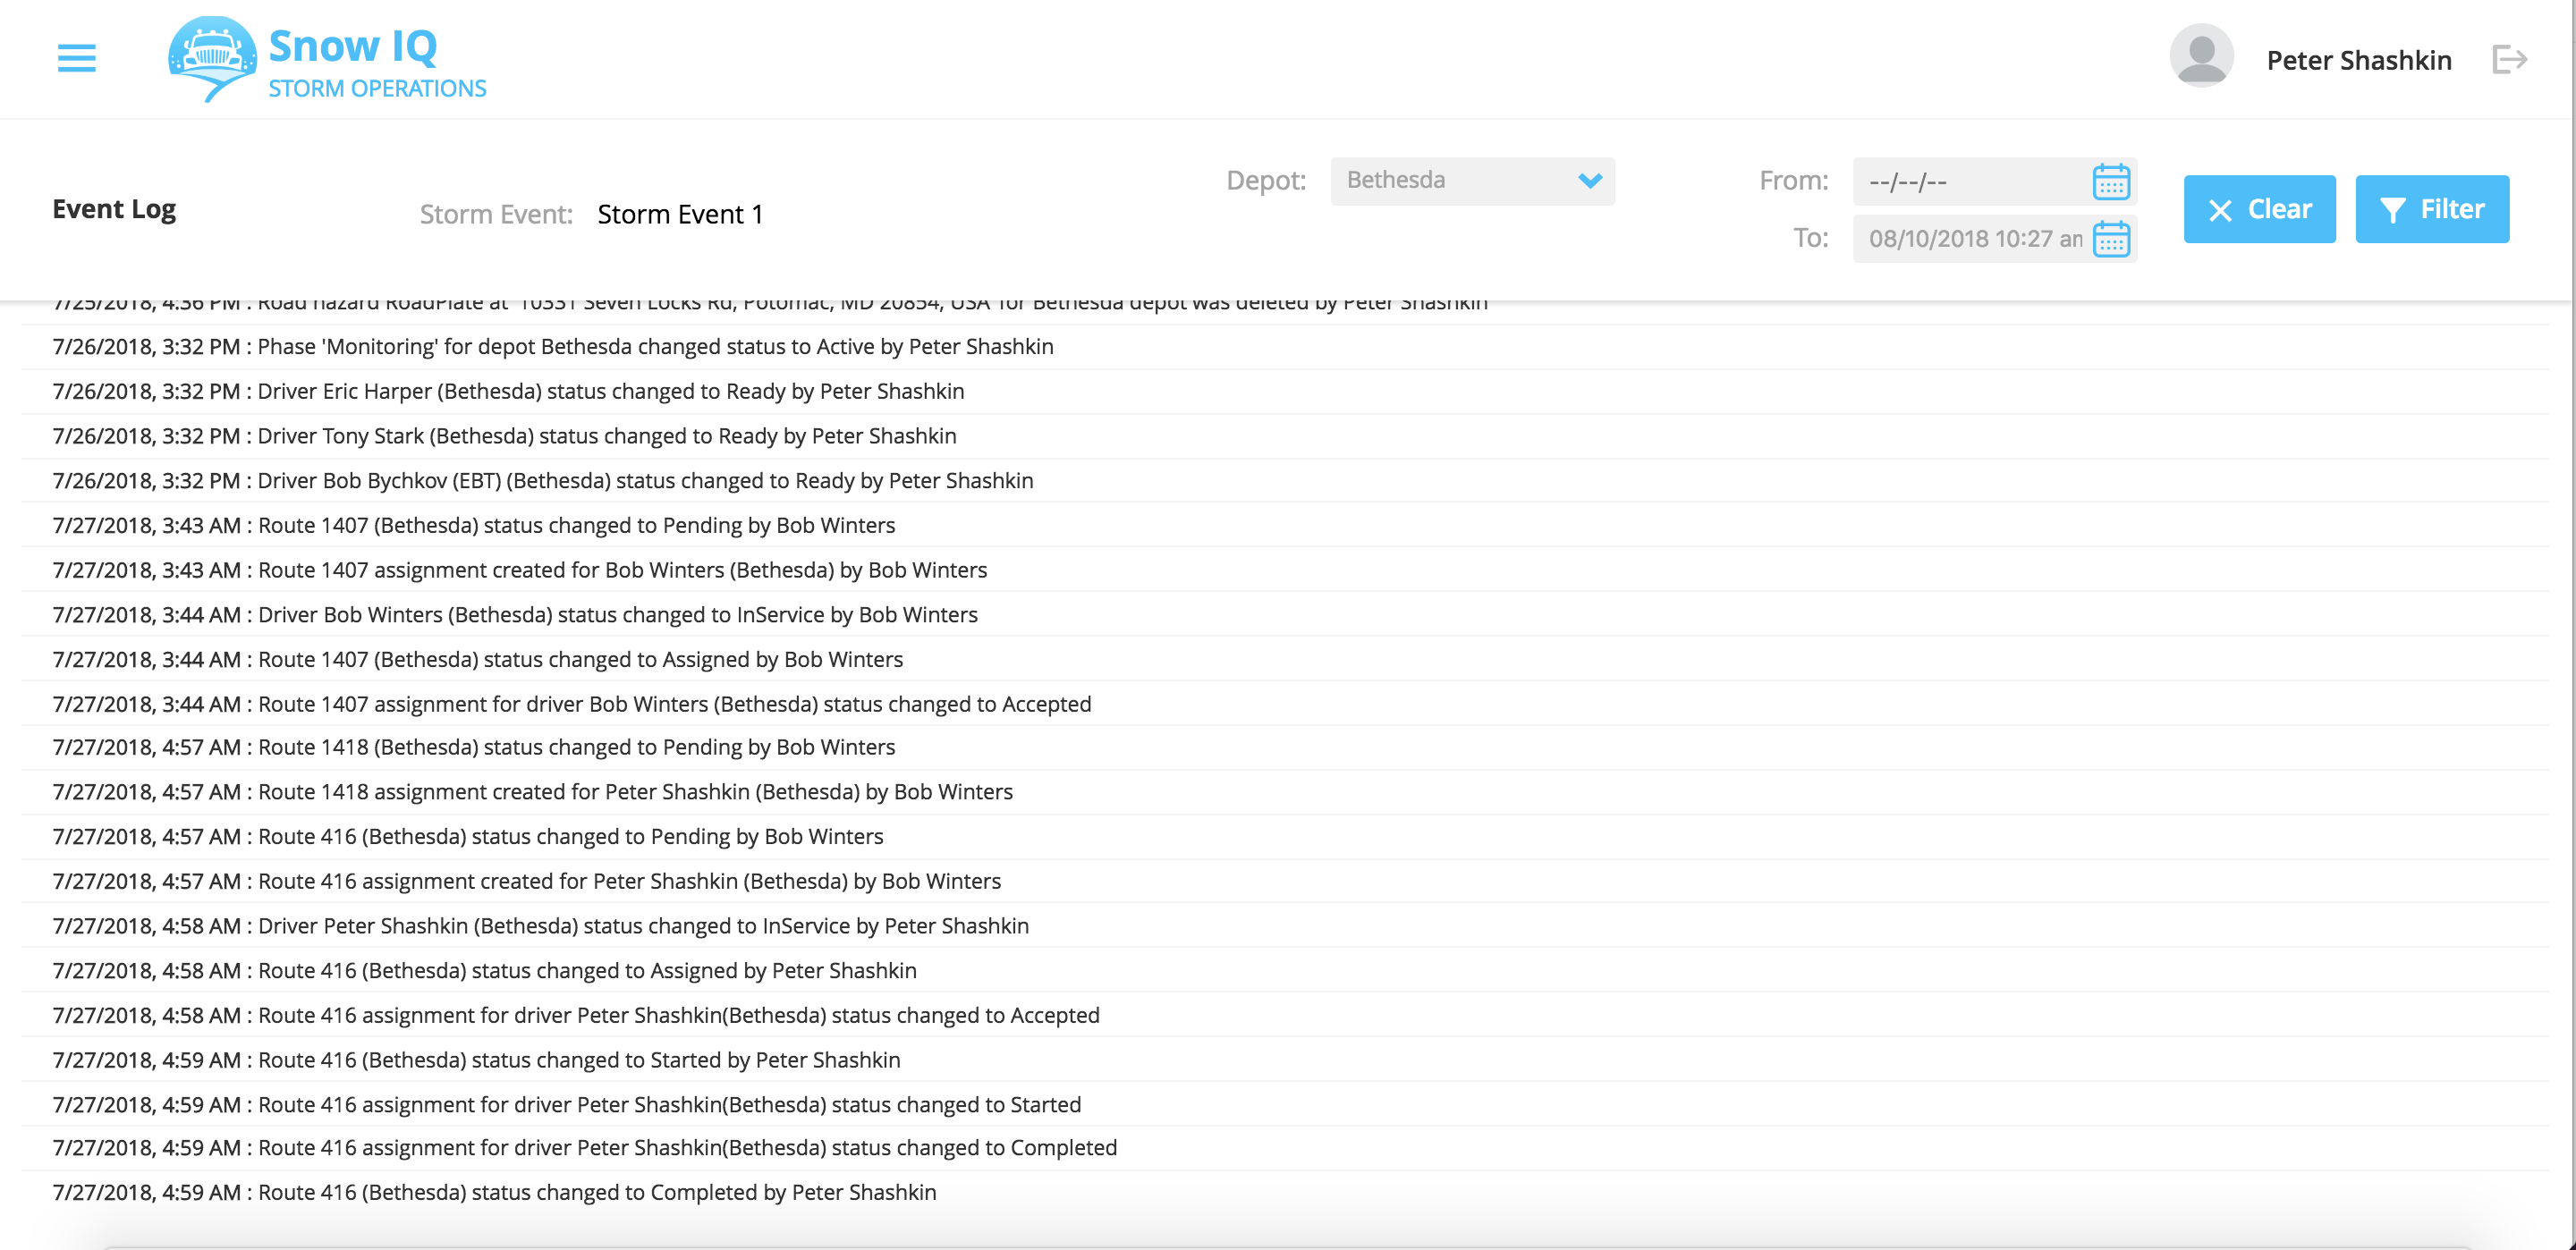 Snow IQ
STORM OPERATIONS
Peter Shashkin
Event Log
Storm Event: Storm Event 1
Depot: Bethesda
From: --/--/--
To: 08/10/2018 10:27 am
Clear
Filter
7/25/2018, 4:36 PM : Road hazard RoadPlate at '10331 Seven Locks Rd, Potomac, MD 20854, USA' for Bethesda depot was deleted by Peter Shashkin
7/26/2018, 3:32 PM : Phase 'Monitoring' for depot Bethesda changed status to Active by Peter Shashkin
7/26/2018, 3:32 PM : Driver Eric Harper (Bethesda) status changed to Ready by Peter Shashkin
7/26/2018, 3:32 PM : Driver Tony Stark (Bethesda) status changed to Ready by Peter Shashkin
7/26/2018, 3:32 PM : Driver Bob Bychkov (EBT) (Bethesda) status changed to Ready by Peter Shashkin
7/27/2018, 3:43 AM : Route 1407 (Bethesda) status changed to Pending by Bob Winters
7/27/2018, 3:43 AM : Route 1407 assignment created for Bob Winters (Bethesda) by Bob Winters
7/27/2018, 3:44 AM : Driver Bob Winters (Bethesda) status changed to InService by Bob Winters
7/27/2018, 3:44 AM : Route 1407 (Bethesda) status changed to Assigned by Bob Winters
7/27/2018, 3:44 AM : Route 1407 assignment for driver Bob Winters (Bethesda) status changed to Accepted
7/27/2018, 4:57 AM : Route 1418 (Bethesda) status changed to Pending by Bob Winters
7/27/2018, 4:57 AM : Route 1418 assignment created for Peter Shashkin (Bethesda) by Bob Winters
7/27/2018, 4:57 AM : Route 416 (Bethesda) status changed to Pending by Bob Winters
7/27/2018, 4:57 AM : Route 416 assignment created for Peter Shashkin (Bethesda) by Bob Winters
7/27/2018, 4:58 AM : Driver Peter Shashkin (Bethesda) status changed to InService by Peter Shashkin
7/27/2018, 4:58 AM : Route 416 (Bethesda) status changed to Assigned by Peter Shashkin
7/27/2018, 4:58 AM : Route 416 assignment for driver Peter Shashkin(Bethesda) status changed to Accepted
7/27/2018, 4:59 AM : Route 416 (Bethesda) status changed to Started by Peter Shashkin
7/27/2018, 4:59 AM : Route 416 assignment for driver Peter Shashkin(Bethesda) status changed to Started
7/27/2018, 4:59 AM : Route 416 assignment for driver Peter Shashkin(Bethesda) status changed to Completed
7/27/2018, 4:59 AM : Route 416 (Bethesda) status changed to Completed by Peter Shashkin